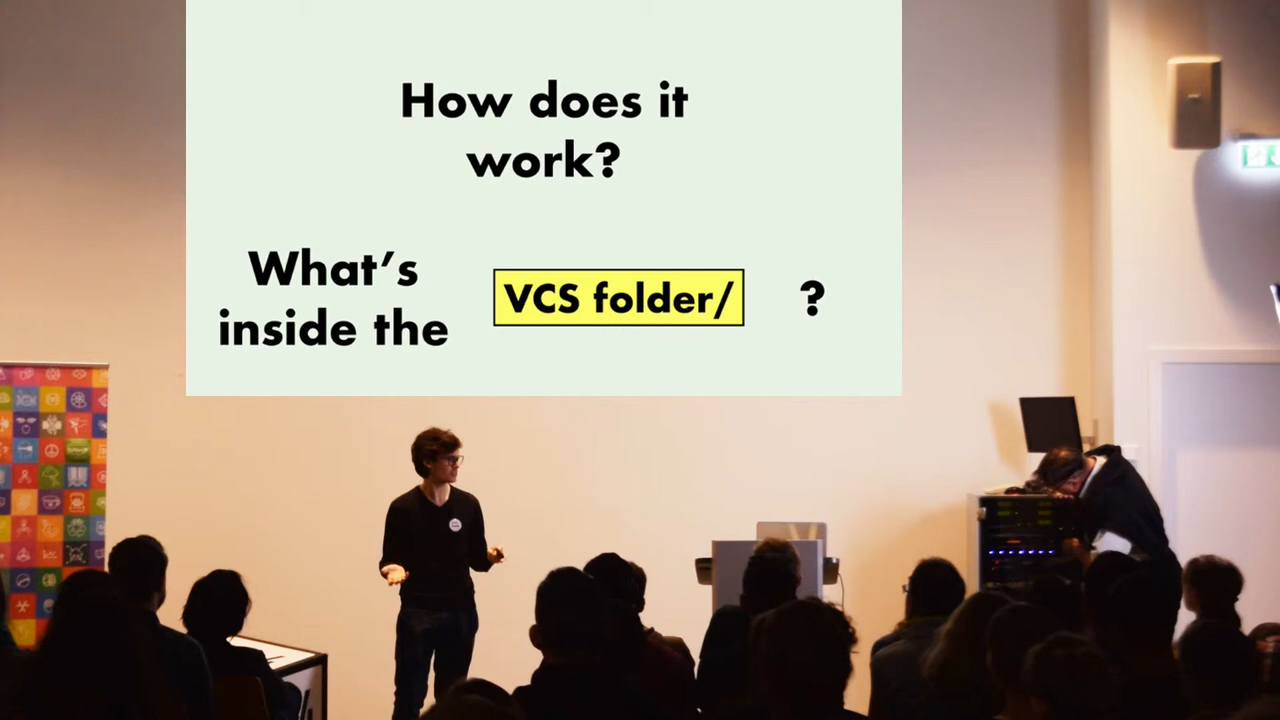 How does it
work?
What's
inside the
VCS folder/
?